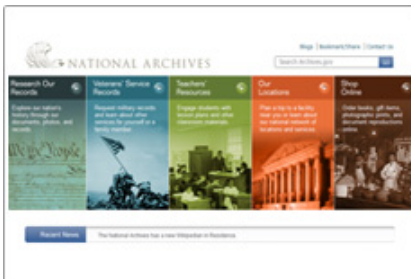 Blogs | Bookmark/Share | Contact Us
NATIONAL ARCHIVES
Search Archives.gov
Research Our
Records
Explore our nation's
history through our
documents, photos, and
records.
We the People
Veterans' Service
Records
Request military records
and learn about other
services for yourself or a
family member.
Teachers'
Resources
Engage students with
lesson plans and other
classroom materials.
Our
Locations
Plan a trip to a facility
near you or learn about
our national network of
locations and services.
Shop
Online
Order books, gift items,
photographic prints, and
document reproductions
online.
Recent News
The National Archives has a new Wikipedian in Residence.